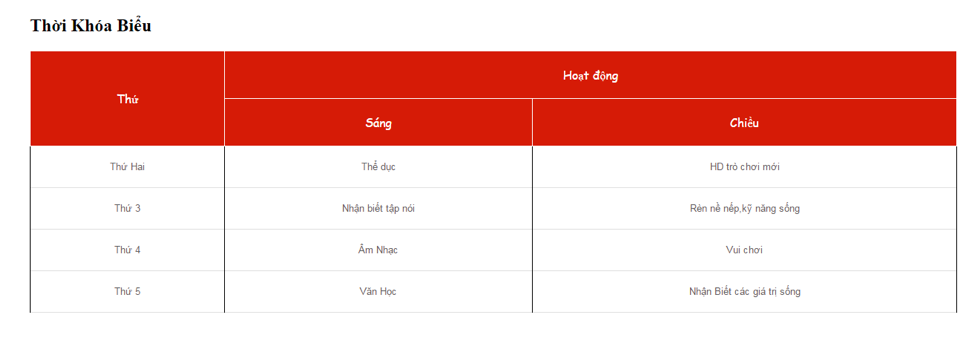 Thời Khóa Biểu
Thứ
Hoạt động
Sáng
Chiều
Thứ Hai
Thể dục
HD trò chơi mới
Thứ 3
Nhận biết tập nói
Rèn nề nếp,kỹ năng sống
Thứ 4
Âm Nhạc
Vui chơi
Thứ 5
Văn Học
Nhận Biết các giá trị sống